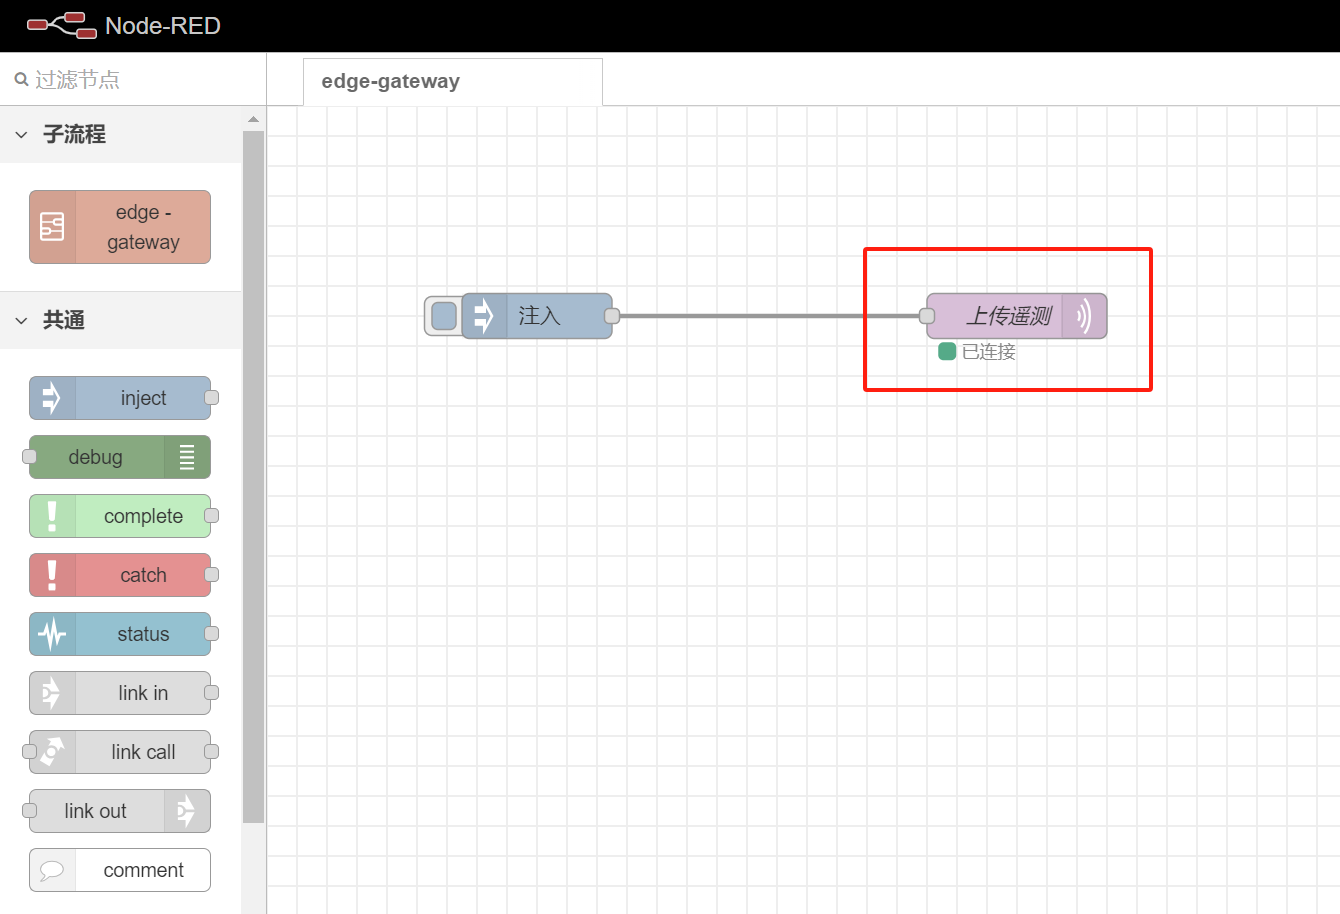 Node-RED
过滤节点
edge-gateway
子流程
edge -
gateway
注入
上传遥测
已连接
共通
inject
debug
complete
catch
status
link in
link call
link out
comment